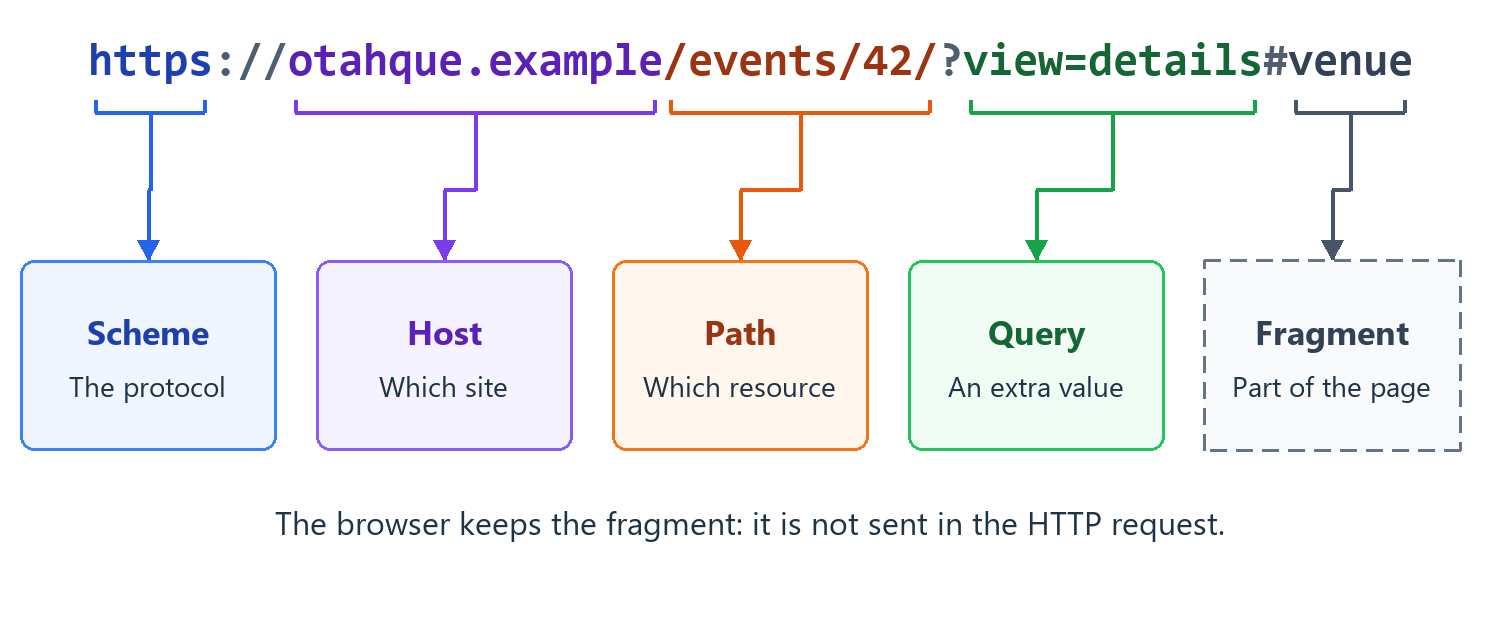 https://otahque.example/events/42/?view=details#venue
Scheme
The protocol
Host
Which site
Path
Which resource
Query
An extra value
Fragment
Part of the page
The browser keeps the fragment: it is not sent in the HTTP request.